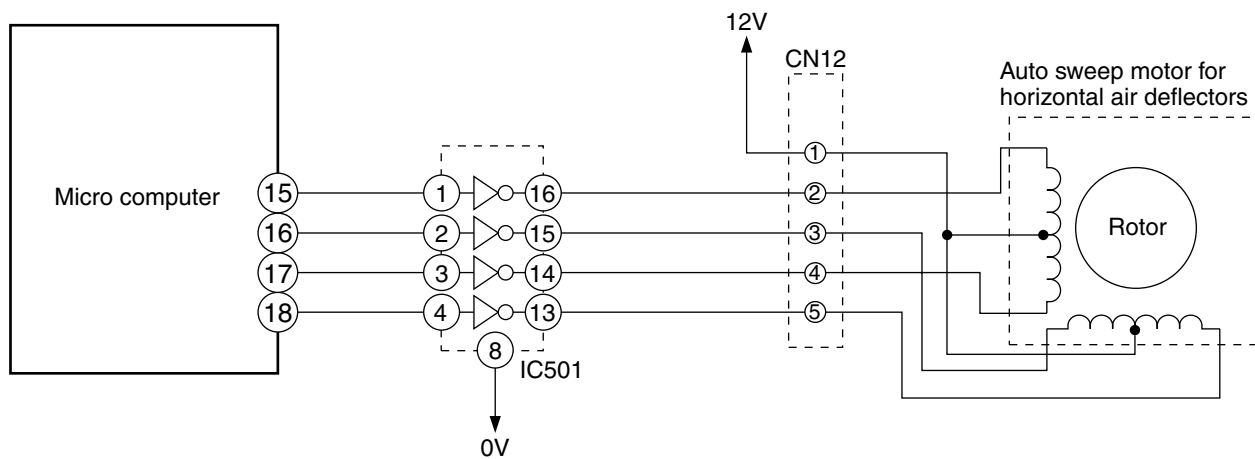 12V
CN12
Auto sweep motor for
horizontal air deflectors
1
Micro computer
15 1 16 2
16 2 15 3
Rotor
17 3 14 4
18 4 13 5
8
IC501
0V